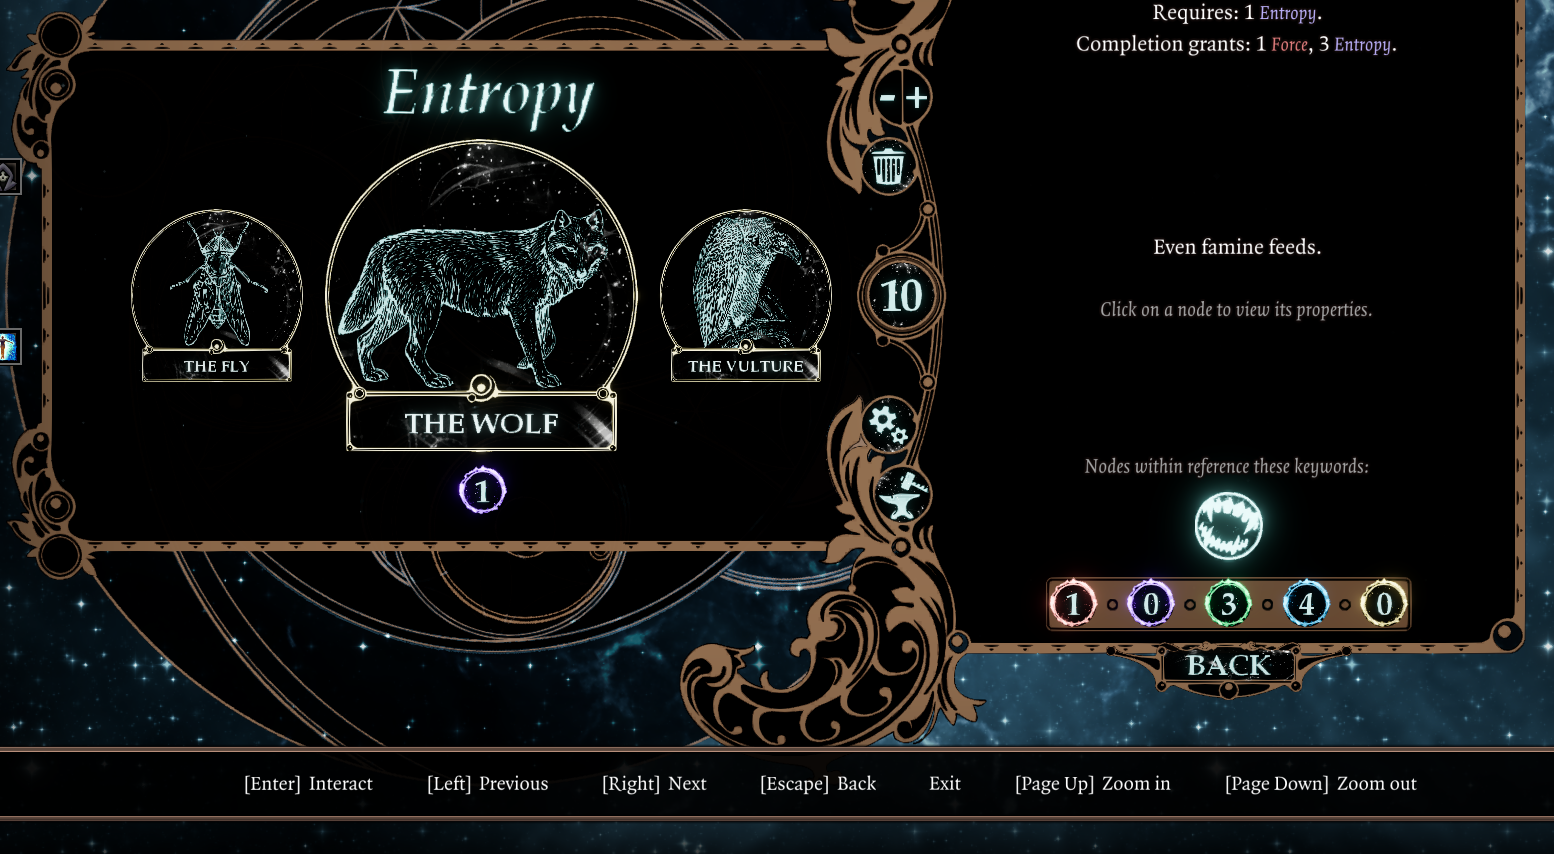 Requires: 1 Entropy.
Completion grants: 1 Force, 3 Entropy.
Entropy
- +
THE FLY
THE WOLF
THE VULTURE
1
10
Even famine feeds.
Click on a node to view its properties.
Nodes within reference these keywords:
1 0 3 4 0
BACK
[Enter] Interact [Left] Previous [Right] Next [Escape] Back Exit [Page Up] Zoom in [Page Down] Zoom out